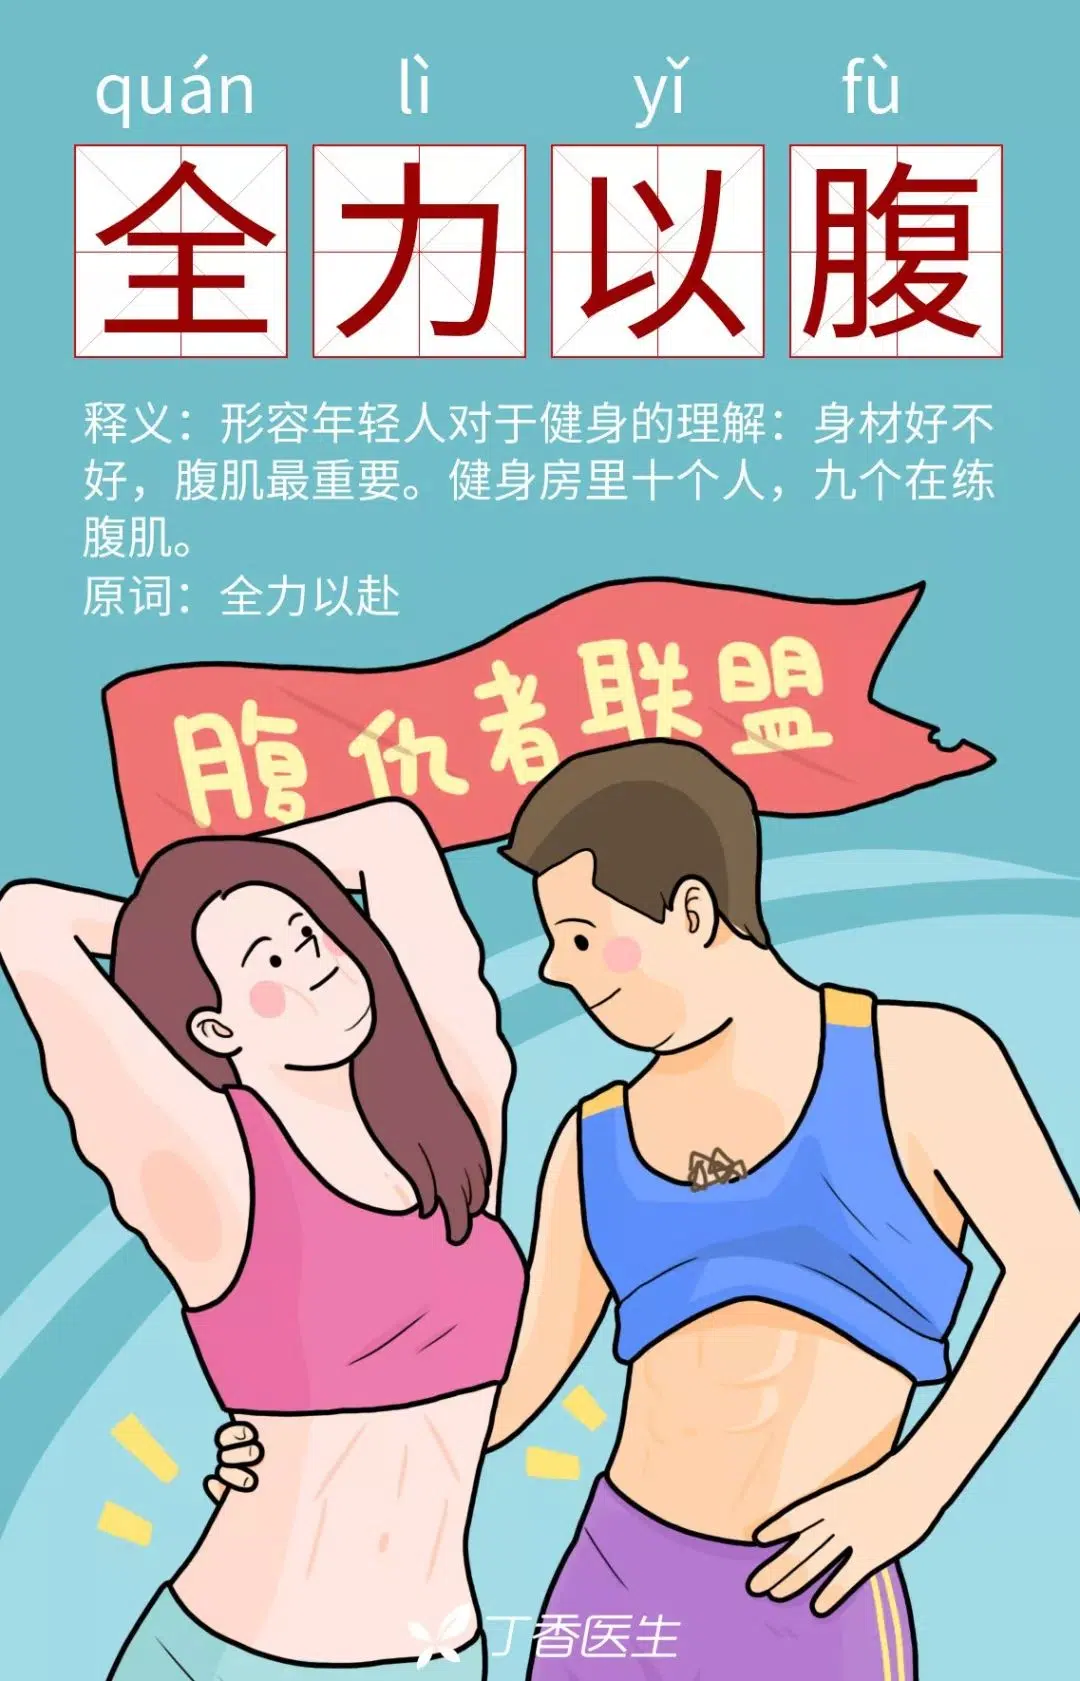 quán lì yǐ fù
全力以腹
释义：形容年轻人对于健身的理解：身材好不
好，腹肌最重要。健身房里十个人，九个在练
腹肌。
原词：全力以赴
腹仇者联盟
丁香医生